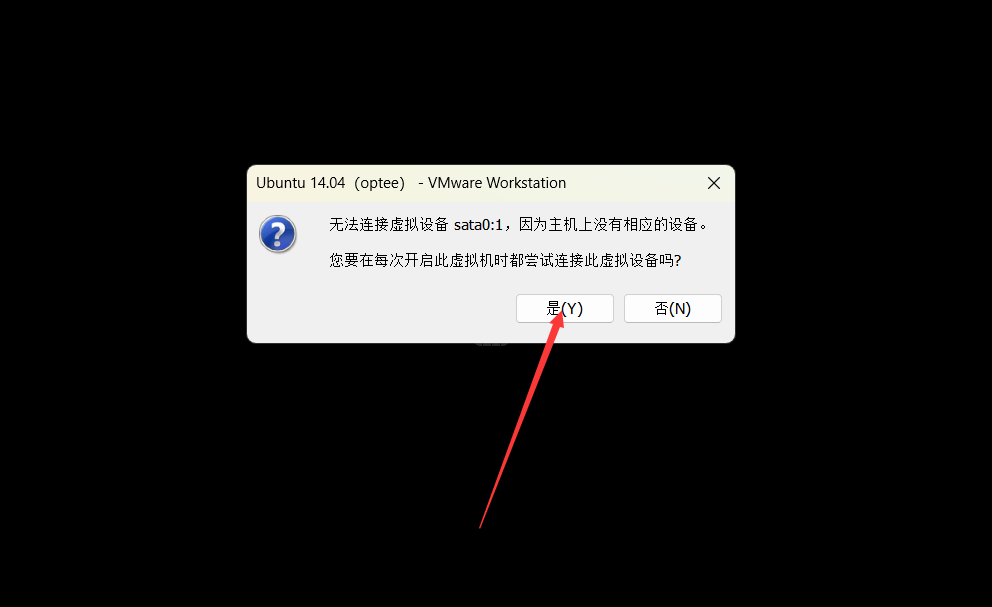 Ubuntu 14.04（optee） - VMware Workstation
无法连接虚拟设备 sata0:1，因为主机上没有相应的设备。
您要在每次开启此虚拟机时都尝试连接此虚拟设备吗?
是(Y)
否(N)